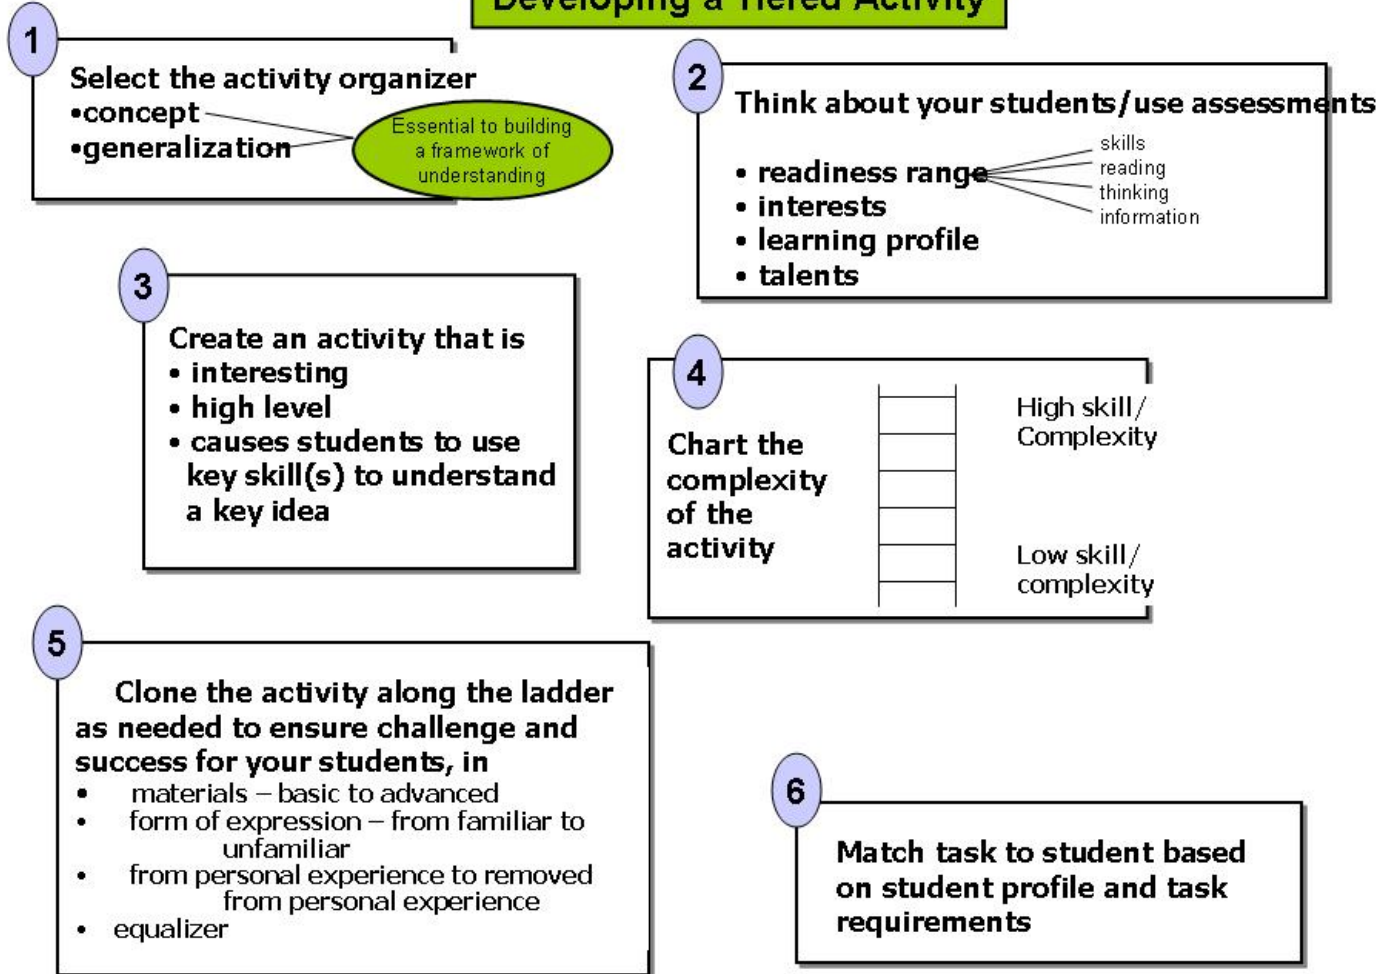 Developing a Tiered Activity
1
Select the activity organizer
•concept
•generalization
Essential to building
a framework of
understanding
2
Think about your students/use assessments
• readiness range
• interests
• learning profile
• talents
skills
reading
thinking
information
3
Create an activity that is
• interesting
• high level
• causes students to use
key skill(s) to understand
a key idea
4
Chart the
complexity
of the
activity
High skill/
Complexity
Low skill/
complexity
5
Clone the activity along the ladder
as needed to ensure challenge and
success for your students, in
• materials – basic to advanced
• form of expression – from familiar to
unfamiliar
• from personal experience to removed
from personal experience
• equalizer
6
Match task to student based
on student profile and task
requirements